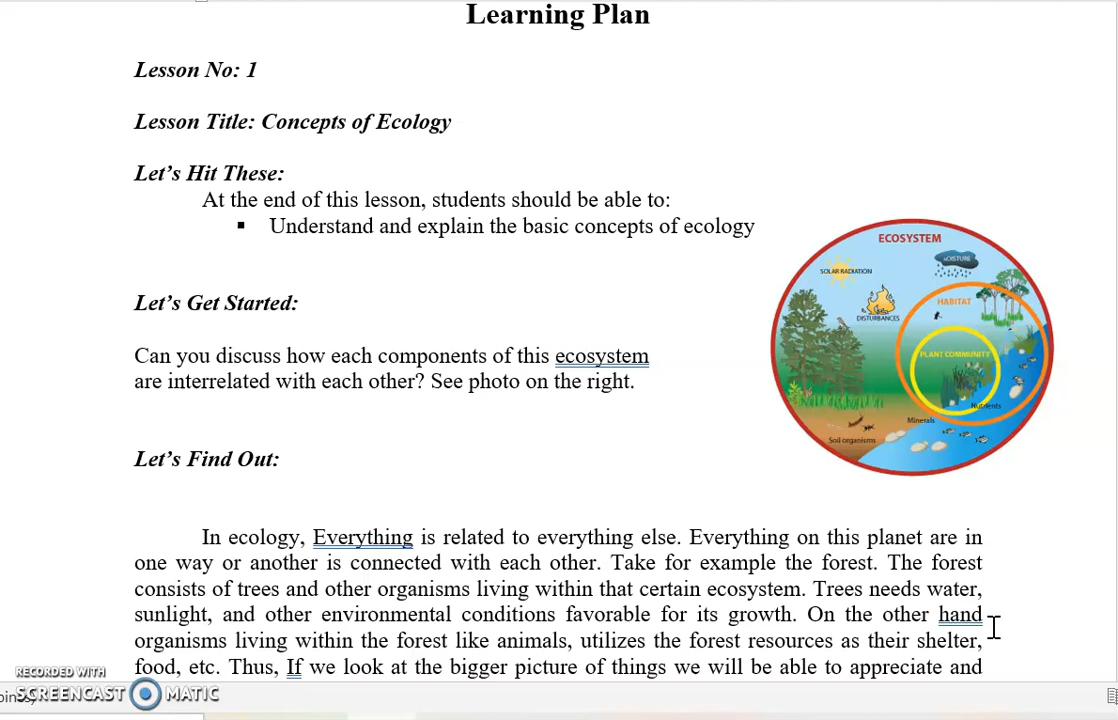 Learning Plan
Lesson No: 1
Lesson Title: Concepts of Ecology
Let's Hit These:
At the end of this lesson, students should be able to:
▪ Understand and explain the basic concepts of ecology
ECOSYSTEM
MOISTURE
SOLAR RADIATION
HABITAT
DISTURBANCES
PLANT COMMUNITY
Nutrients
Minerals
Soil organisms
Let's Get Started:
Can you discuss how each components of this ecosystem
are interrelated with each other? See photo on the right.
Let's Find Out:
In ecology, Everything is related to everything else. Everything on this planet are in
one way or another is connected with each other. Take for example the forest. The forest
consists of trees and other organisms living within that certain ecosystem. Trees needs water,
sunlight, and other environmental conditions favorable for its growth. On the other hand
organisms living within the forest like animals, utilizes the forest resources as their shelter,
food, etc. Thus, If we look at the bigger picture of things we will be able to appreciate and
RECORDED WITH
SCREENCAST MATIC